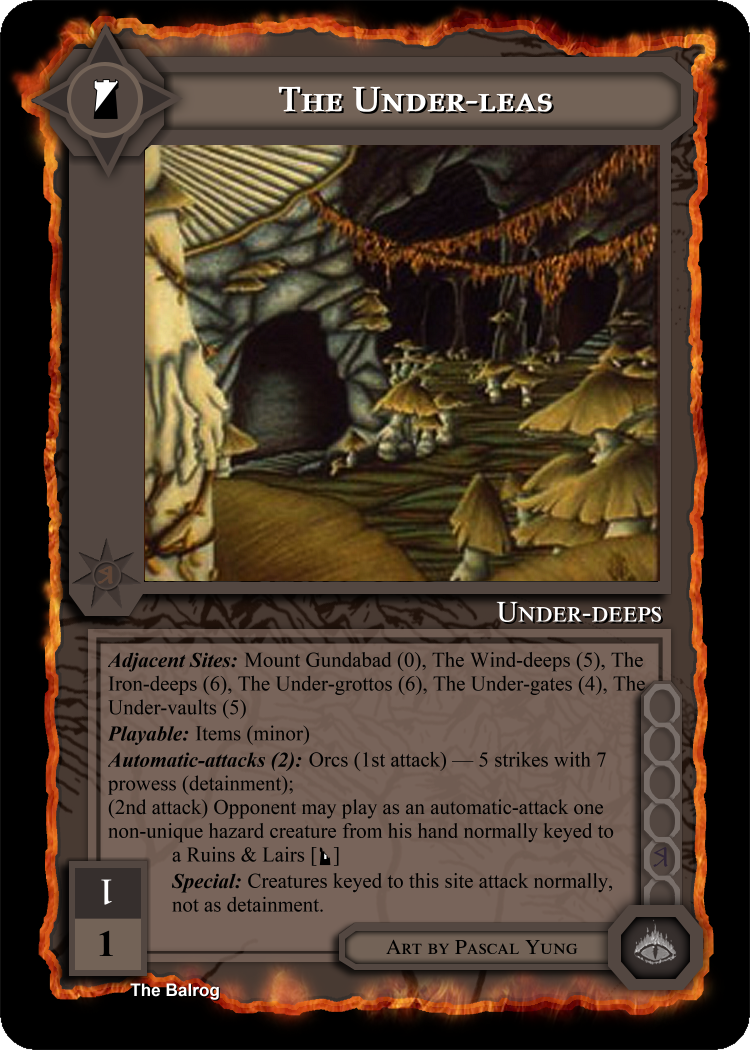 The Under-leas
Under-deeps
Adjacent Sites: Mount Gundabad (0), The Wind-deeps (5), The
Iron-deeps (6), The Under-grottos (6), The Under-gates (4), The
Under-vaults (5)
Playable: Items (minor)
Automatic-attacks (2): Orcs (1st attack) — 5 strikes with 7
prowess (detainment);
(2nd attack) Opponent may play as an automatic-attack one
non-unique hazard creature from his hand normally keyed to
a Ruins & Lairs [ ]
Special: Creatures keyed to this site attack normally,
not as detainment.
1
1
Art by Pascal Yung
The Balrog